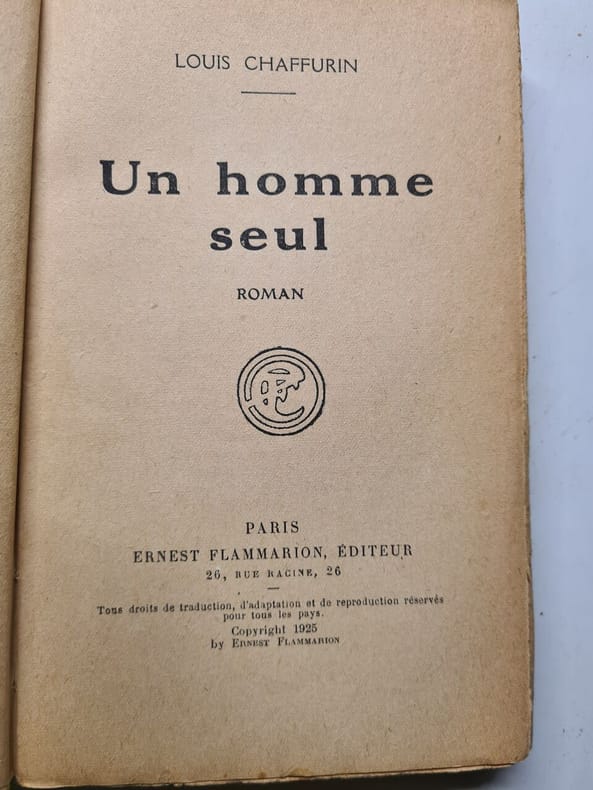 LOUIS CHAFFURIN
Un homme
seul
ROMAN
PARIS
ERNEST FLAMMARION, ÉDITEUR
26, RUE RACINE, 26
Tous droits de traduction, d'adaptation et de reproduction réservés
pour tous les pays.
Copyright 1925
by ERNEST FLAMMARION